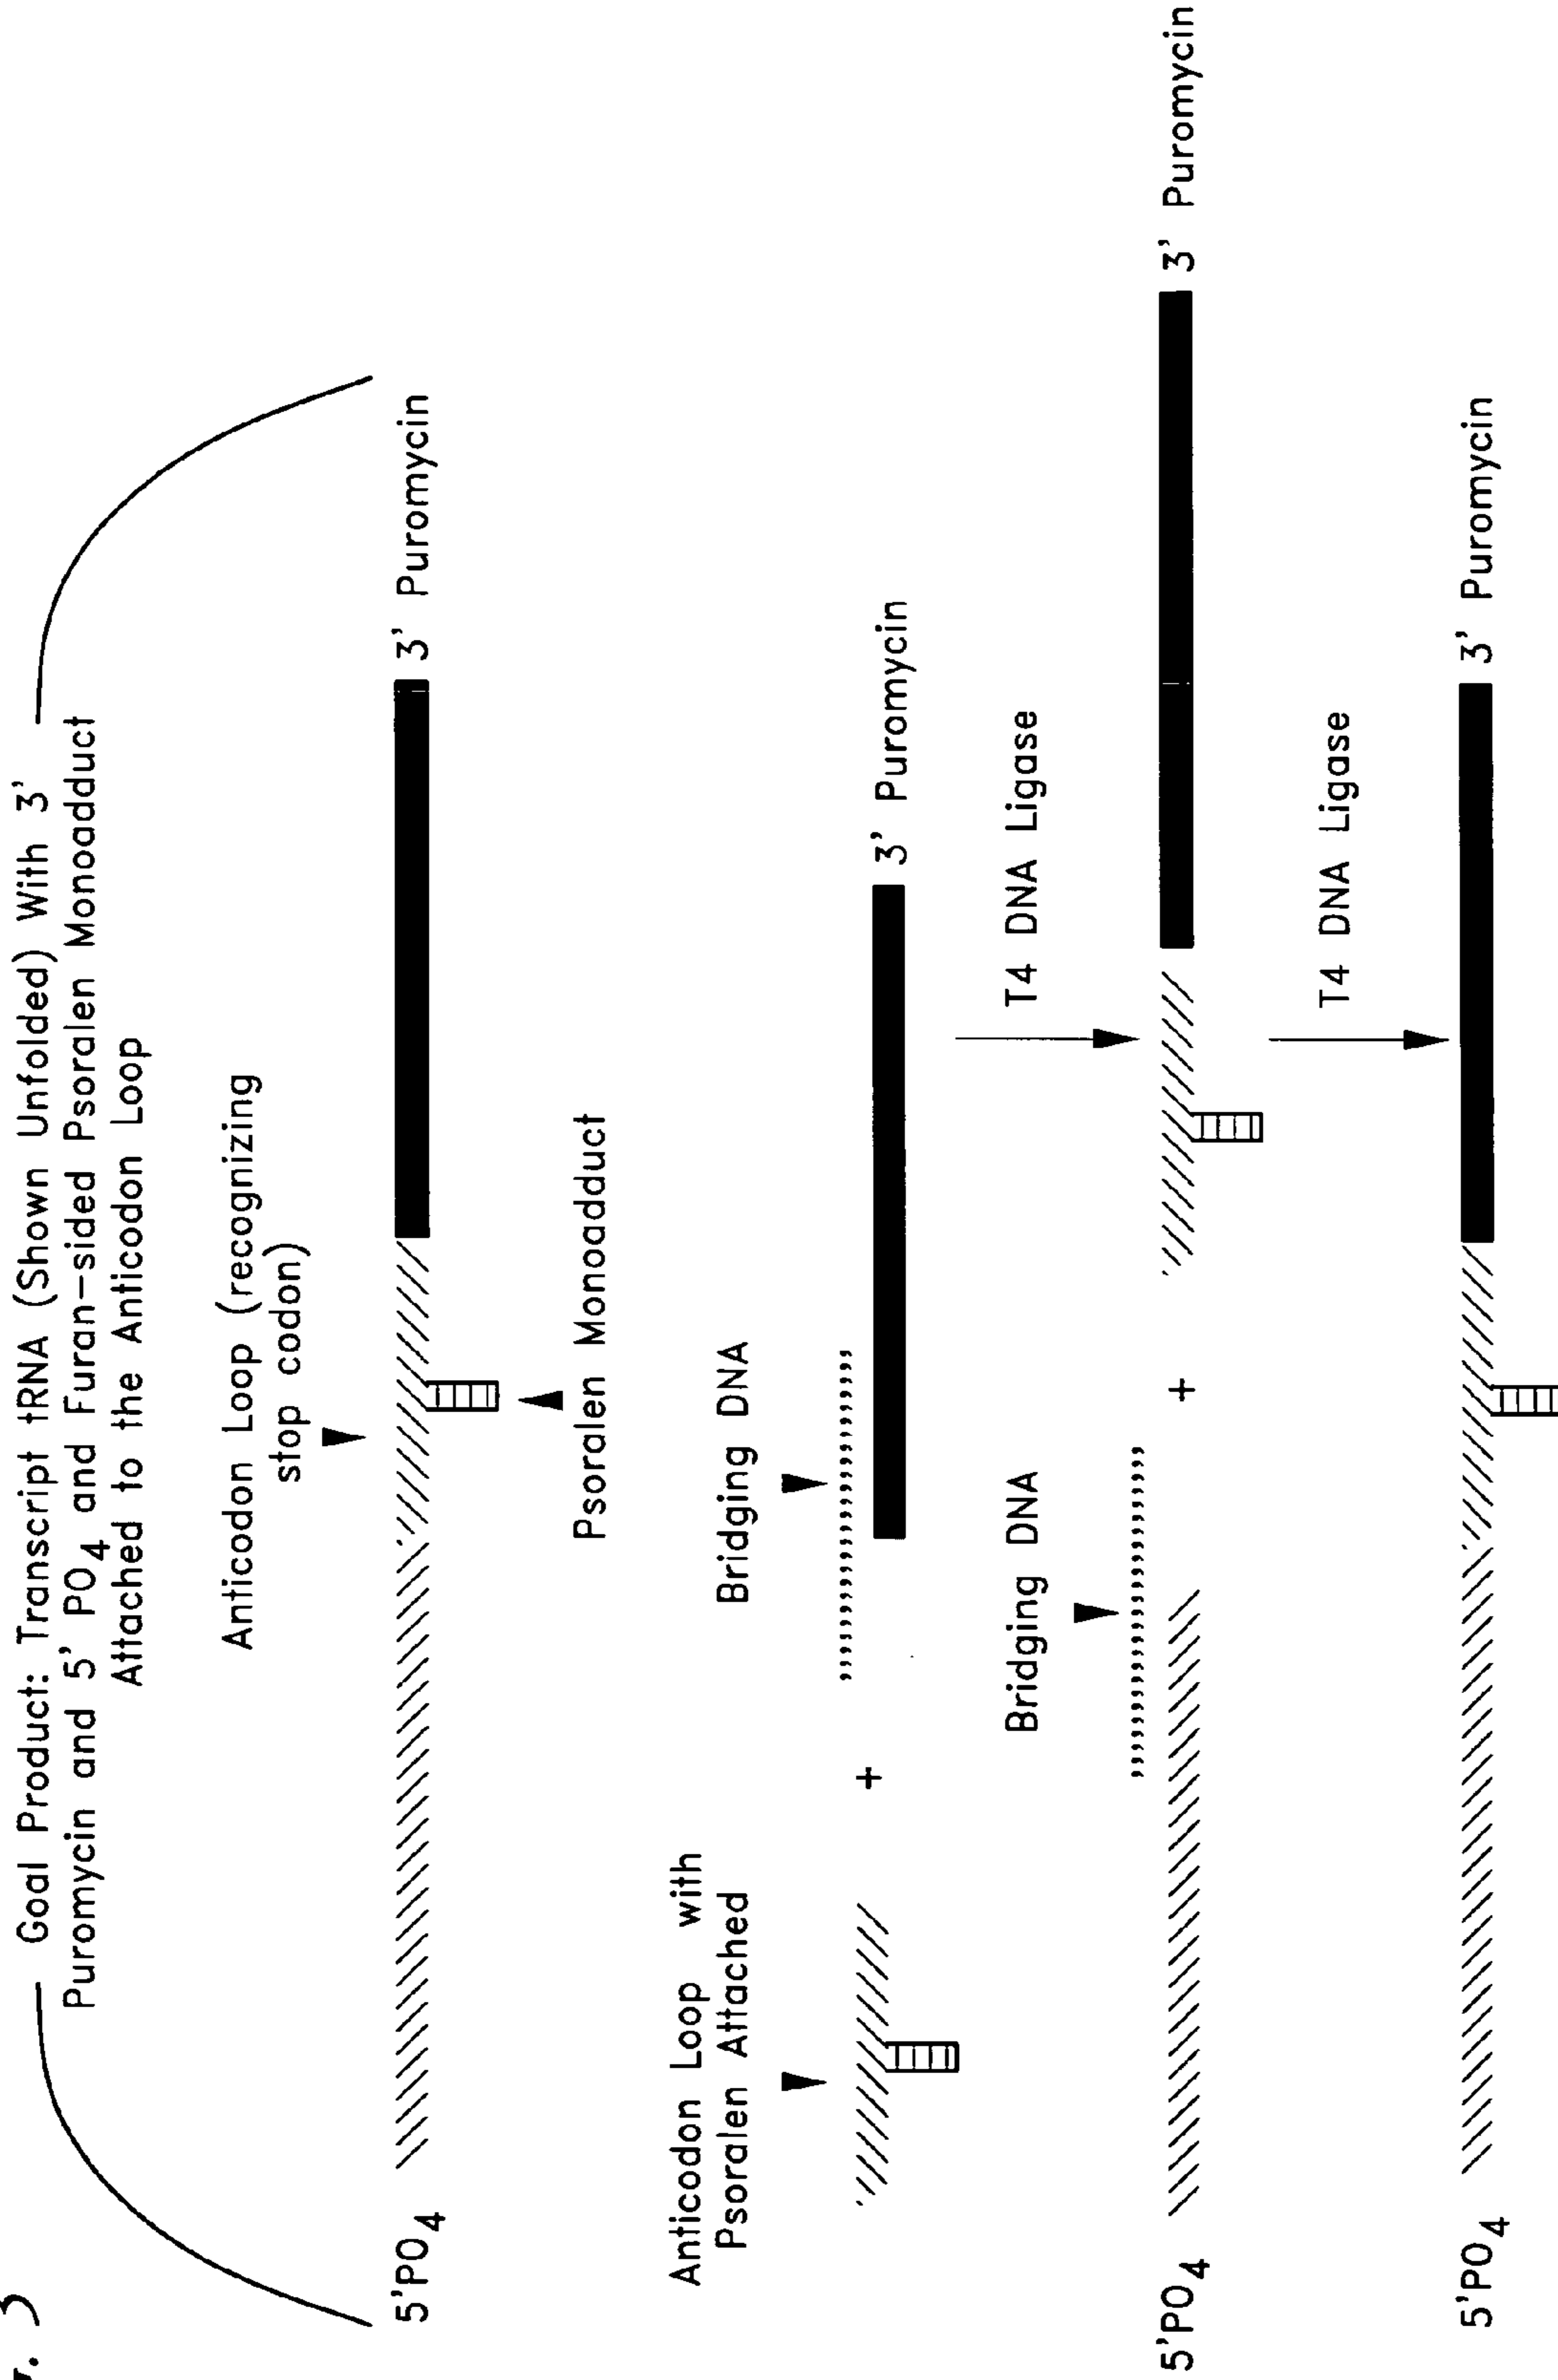 . 3
Goal Product: Transcript tRNA (Shown Unfolded) With 3'
Puromycin and 5' PO4 and Furan-sided Psoralen Monoadduct
Attached to the Anticodon Loop
Anticodon Loop (recognizing
stop codon)
5'PO4
3' Puromycin
Psoralen Monoadduct
Anticodon Loop with
Psoralen Attached
Bridging DNA
+
3' Puromycin
T4 DNA Ligase
Bridging DNA
5'PO4
+
3' Puromycin
T4 DNA Ligase
5'PO4
3' Puromycin